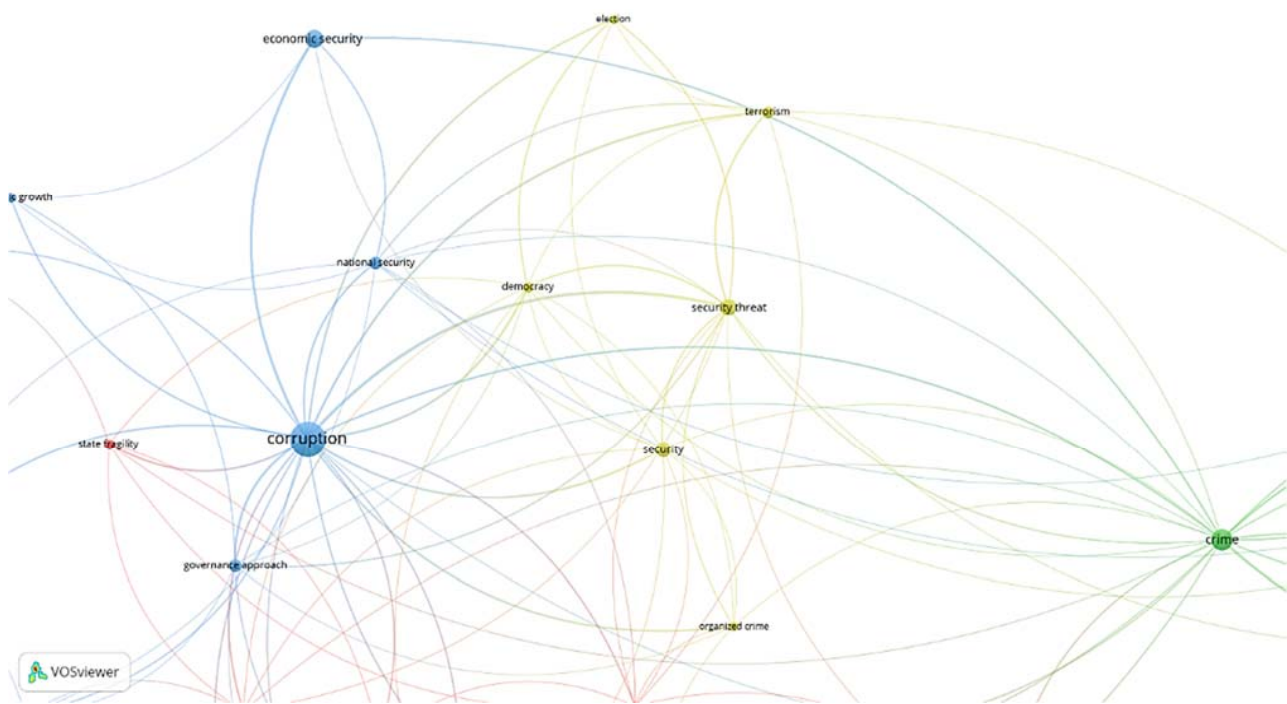 election
economic security
terrorism
growth
national security
democracy
security threat
corruption
state fragility
security
crime
governance approach
organized crime
VOSviewer